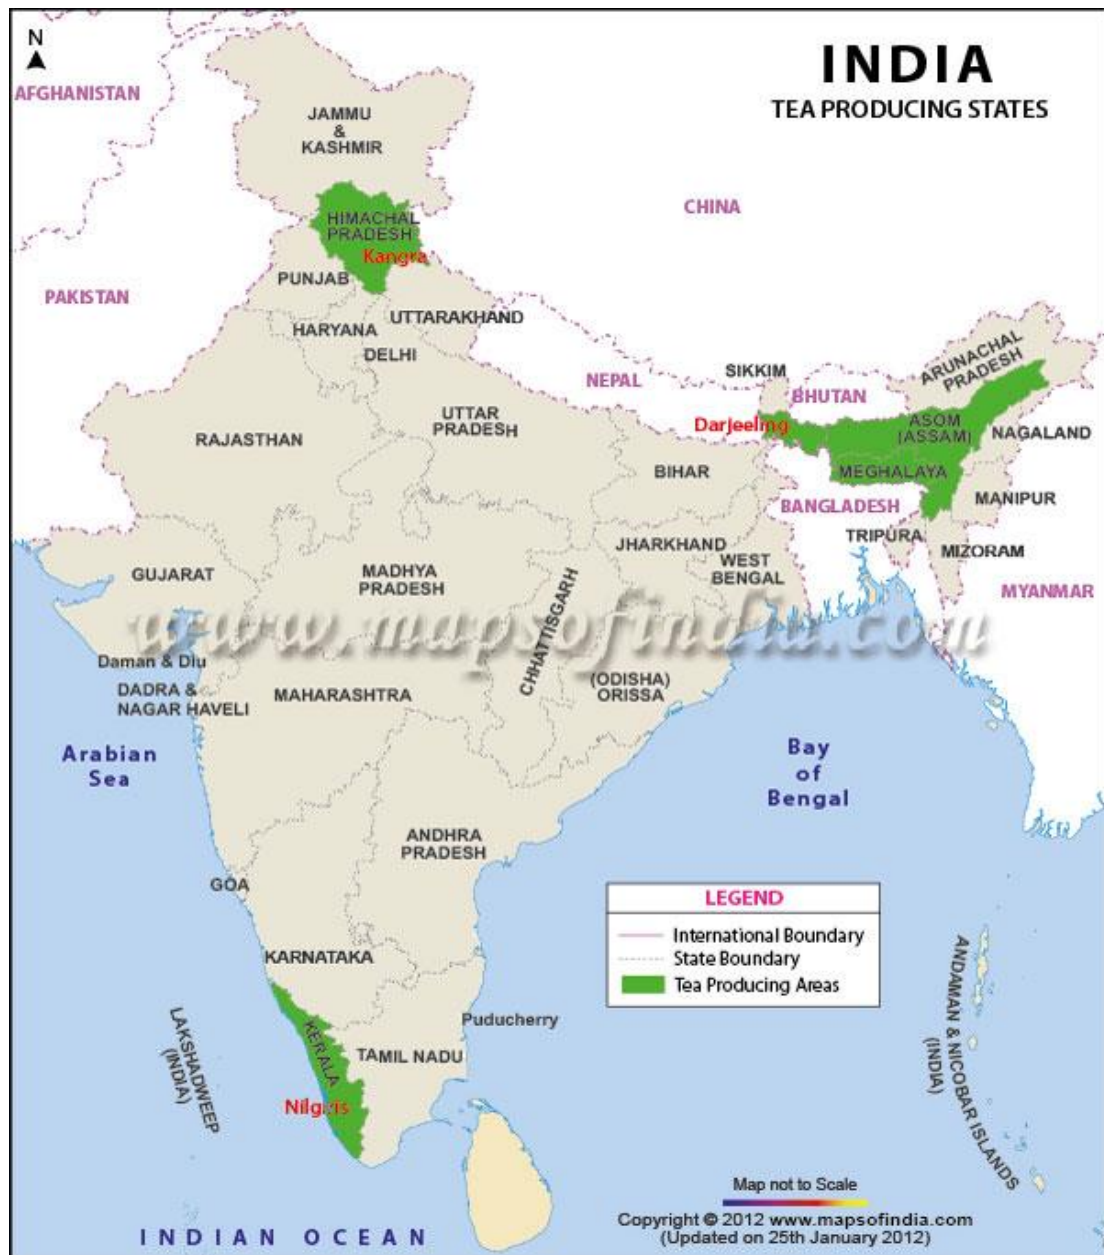 N
INDIA
TEA PRODUCING STATES
AFGHANISTAN
JAMMU
&
KASHMIR
CHINA
HIMACHAL
PRADESH
Kangra
PUNJAB
PAKISTAN
UTTARAKHAND
HARYANA
DELHI
NEPAL
SIKKIM
BHUTAN
ARUNACHAL
PRADESH
Darjeeling
ASOM
(ASSAM)
NAGALAND
UTTAR
PRADESH
RAJASTHAN
BIHAR
MEGHALAYA
BANGLADESH
MANIPUR
TRIPURA
MIZORAM
JHARKHAND
WEST
BENGAL
GUJARAT
MADHYA
PRADESH
CHHATTISGARH
MYANMAR
www.mapsofindia.com
Daman & Diu
DADRA &
NAGAR HAVELI
MAHARASHTRA
(ODISHA)
ORISSA
Arabian
Sea
Bay
of
Bengal
ANDHRA
PRADESH
GOA
LEGEND
International Boundary
State Boundary
Tea Producing Areas
KARNATAKA
ANDAMAN & NICOBAR ISLANDS
(INDIA)
LAKSHADWEEP
(INDIA)
KERALA
Puducherry
TAMIL NADU
Nilgiris
Map not to Scale
Copyright © 2012 www.mapsofindia.com
(Updated on 25th January 2012)
INDIAN OCEAN